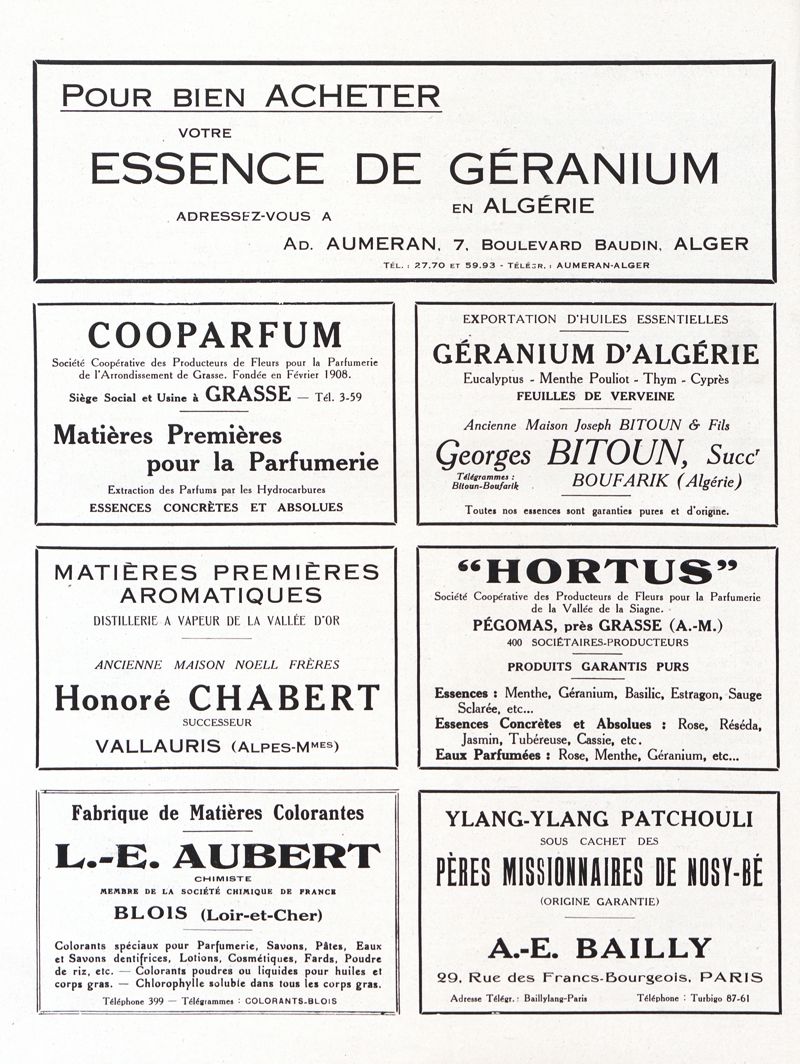 POUR BIEN ACHETER
VOTRE
ESSENCE DE GÉRANIUM
EN ALGÉRIE
ADRESSEZ-VOUS A
AD. AUMERAN, 7, BOULEVARD BAUDIN, ALGER
TÉL. : 27,70 ET 59.93 - TÉLÉGR. : AUMERAN-ALGER
COOPARFUM
Société Coopérative des Producteurs de Fleurs pour la Parfumerie
de l'Arrondissement de Grasse. Fondée en Février 1908.
Siège Social et Usine à GRASSE — Tél. 3-59
Matières Premières
pour la Parfumerie
Extraction des Parfums par les Hydrocarbures
ESSENCES CONCRÈTES ET ABSOLUES
EXPORTATION D'HUILES ESSENTIELLES
GÉRANIUM D'ALGÉRIE
Eucalyptus - Menthe Pouliot - Thym - Cyprès
FEUILLES DE VERVEINE
Ancienne Maison Joseph BITOUN & Fils
Georges BITOUN, Succr
Télégrammes :
Bitoun-Boufarik
BOUFARIK (Algérie)
Toutes nos essences sont garanties pures et d'origine.
MATIÈRES PREMIÈRES
AROMATIQUES
DISTILLERIE A VAPEUR DE LA VALLÉE D'OR
ANCIENNE MAISON NOELL FRÈRES
Honoré CHABERT
SUCCESSEUR
VALLAURIS (ALPES-MMES)
“HORTUS”
Société Coopérative des Producteurs de Fleurs pour la Parfumerie
de la Vallée de la Siagne.
PÉGOMAS, près GRASSE (A.-M.)
400 SOCIÉTAIRES-PRODUCTEURS
PRODUITS GARANTIS PURS
Essences : Menthe, Géranium, Basilic, Estragon, Sauge
Sclarée, etc...
Essences Concrètes et Absolues : Rose, Réséda,
Jasmin, Tubéreuse, Cassie, etc.
Eaux Parfumées : Rose, Menthe, Géranium, etc...
Fabrique de Matières Colorantes
L.-E. AUBERT
CHIMISTE
MEMBRE DE LA SOCIÉTÉ CHIMIQUE DE FRANCE
BLOIS (Loir-et-Cher)
Colorants spéciaux pour Parfumerie, Savons, Pâtes, Eaux
et Savons dentifrices, Lotions, Cosmétiques, Fards, Poudre
de riz, etc. — Colorants poudres ou liquides pour huiles et
corps gras. — Chlorophylle soluble dans tous les corps gras.
Téléphone 399 — Télégrammes : COLORANTS-BLOIS
YLANG-YLANG PATCHOULI
SOUS CACHET DES
PÈRES MISSIONNAIRES DE NOSY-BÉ
(ORIGINE GARANTIE)
A.-E. BAILLY
29, Rue des Francs-Bourgeois, PARIS
Adresse Télégr. : Baillylang-Paris Téléphone : Turbigo 87-61